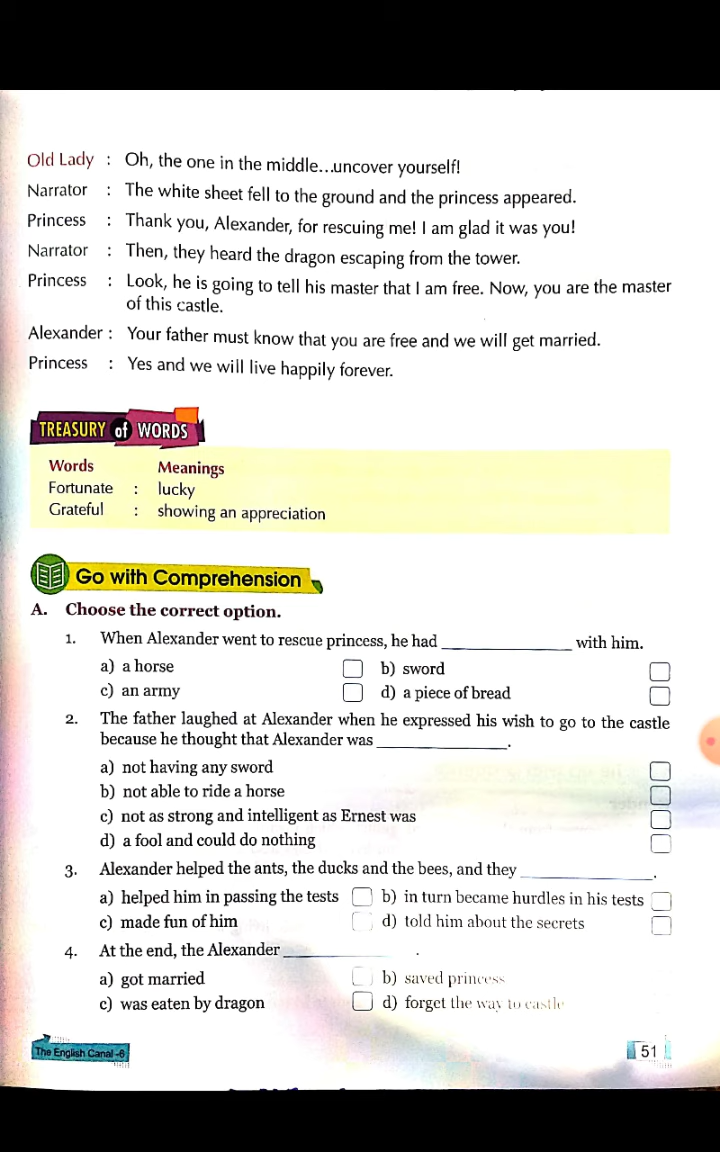 Old Lady : Oh, the one in the middle...uncover yourself!
Narrator : The white sheet fell to the ground and the princess appeared.
Princess : Thank you, Alexander, for rescuing me! I am glad it was you!
Narrator : Then, they heard the dragon escaping from the tower.
Princess : Look, he is going to tell his master that I am free. Now, you are the master
of this castle.
Alexander : Your father must know that you are free and we will get married.
Princess : Yes and we will live happily forever.
TREASURY of WORDS
Words Meanings
Fortunate : lucky
Grateful : showing an appreciation
Go with Comprehension
A. Choose the correct option.
1. When Alexander went to rescue princess, he had ____________ with him.
a) a horse b) sword
c) an army d) a piece of bread
2. The father laughed at Alexander when he expressed his wish to go to the castle
because he thought that Alexander was ____________.
a) not having any sword
b) not able to ride a horse
c) not as strong and intelligent as Ernest was
d) a fool and could do nothing
3. Alexander helped the ants, the ducks and the bees, and they ____________.
a) helped him in passing the tests b) in turn became hurdles in his tests
c) made fun of him d) told him about the secrets
4. At the end, the Alexander ____________.
a) got married b) saved princess
c) was eaten by dragon d) forget the way to castle
The English Canal -6 51